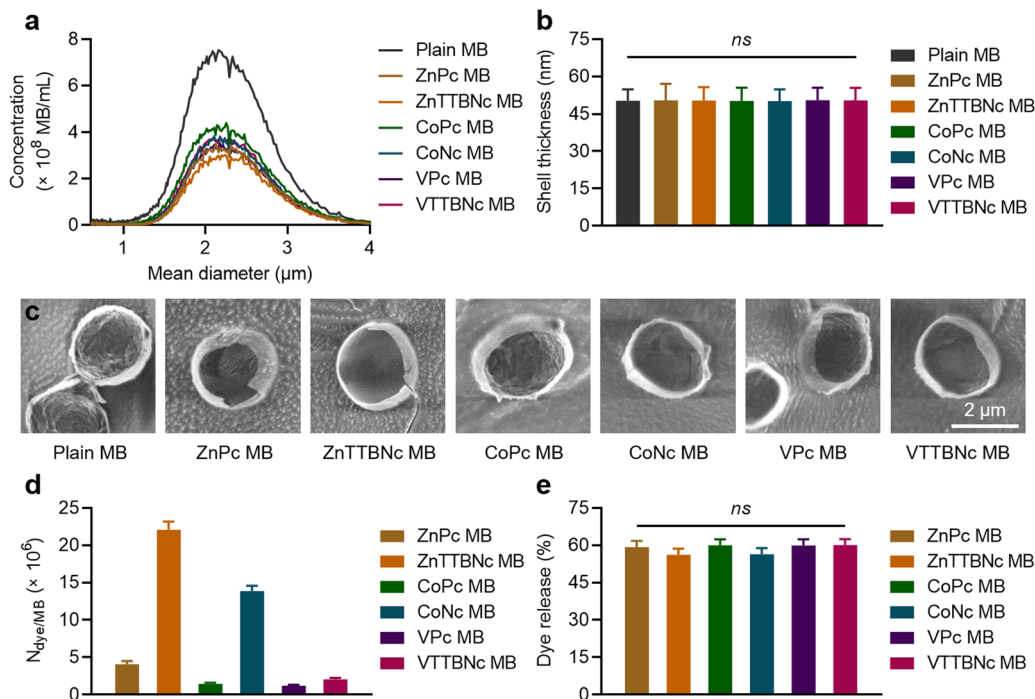 a
8
6
4
2
0
Concentration
(× 10⁸ MB/mL)
1
2
3
4
Mean diameter (μm)
Plain MB
ZnPc MB
ZnTTBNc MB
CoPc MB
CoNc MB
VPc MB
VTTBNc MB
b
75
60
45
30
15
0
Shell thickness (nm)
ns
Plain MB
ZnPc MB
ZnTTBNc MB
CoPc MB
CoNc MB
VPc MB
VTTBNc MB
c
2 μm
Plain MB
ZnPc MB
ZnTTBNc MB
CoPc MB
CoNc MB
VPc MB
VTTBNc MB
d
25
20
15
10
5
0
N_dye/MB (× 10⁶)
ZnPc MB
ZnTTBNc MB
CoPc MB
CoNc MB
VPc MB
VTTBNc MB
e
75
60
45
30
15
0
Dye release (%)
ns
ZnPc MB
ZnTTBNc MB
CoPc MB
CoNc MB
VPc MB
VTTBNc MB